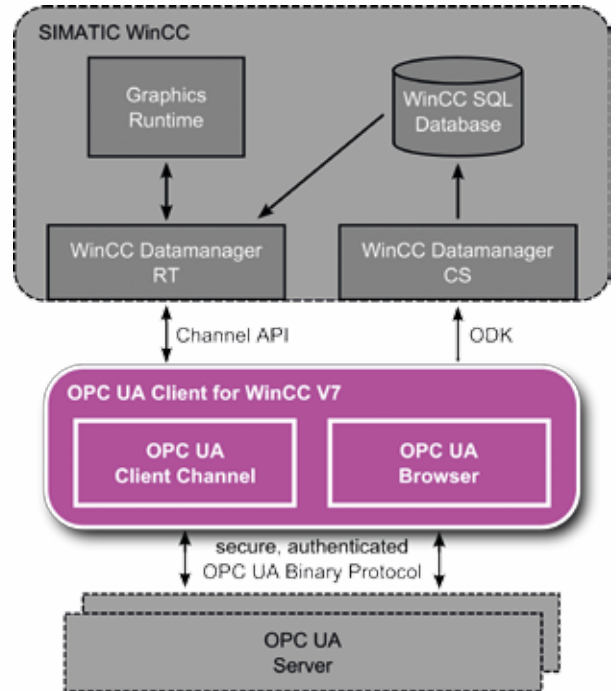 SIMATIC WinCC
Graphics
Runtime
WinCC SQL
Database
WinCC Datamanager
RT
WinCC Datamanager
CS
Channel API
ODK
OPC UA Client for WinCC V7
OPC UA
Client Channel
OPC UA
Browser
secure, authenticated
OPC UA Binary Protocol
OPC UA
Server